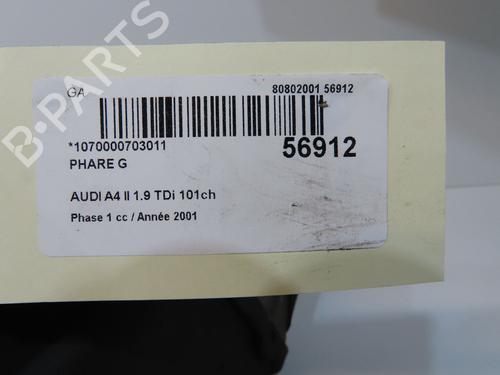 GA
80802001 56912
*1070000703011
56912
PHARE G
AUDI A4 II 1.9 TDi 101ch
Phase 1 cc / Année 2001
B-PARTS